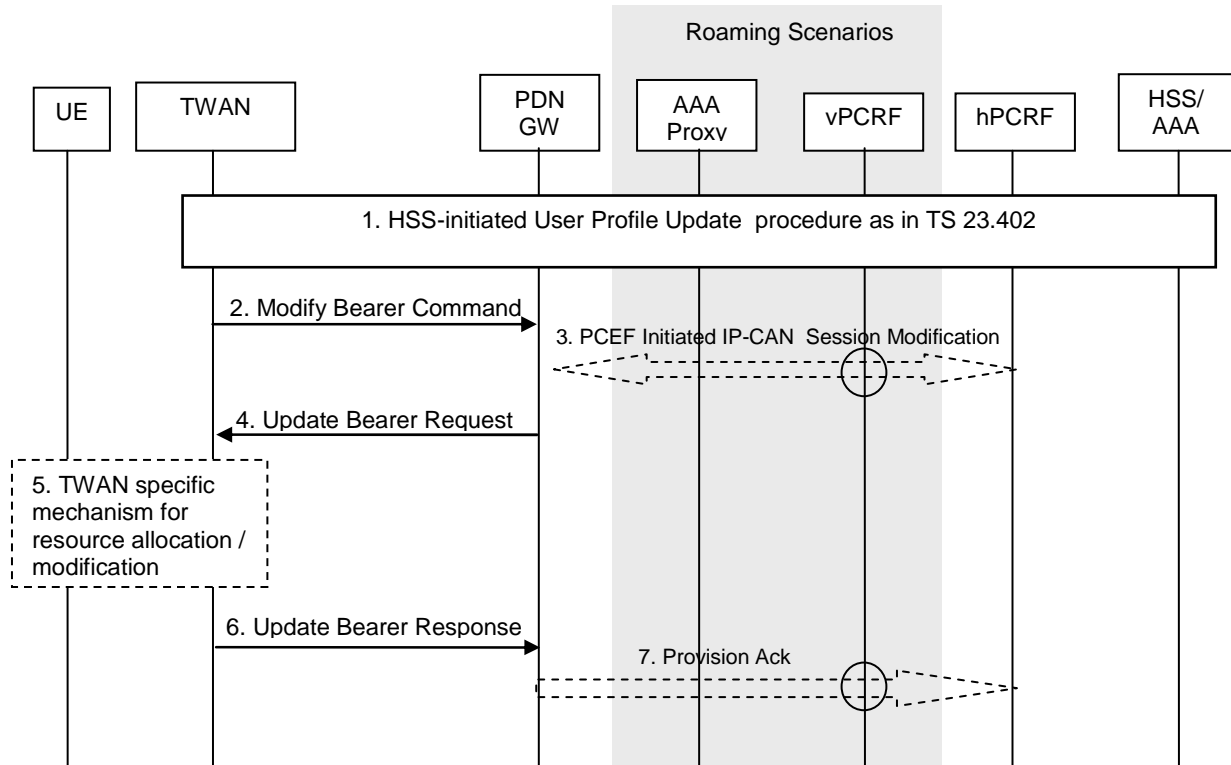 Roaming Scenarios
UE
TWAN
PDN
GW
AAA
Proxy
vPCRF
hPCRF
HSS/
AAA
1. HSS-initiated User Profile Update procedure as in TS 23.402
2. Modify Bearer Command
3. PCEF Initiated IP-CAN Session Modification
4. Update Bearer Request
5. TWAN specific
mechanism for
resource allocation /
modification
6. Update Bearer Response
7. Provision Ack